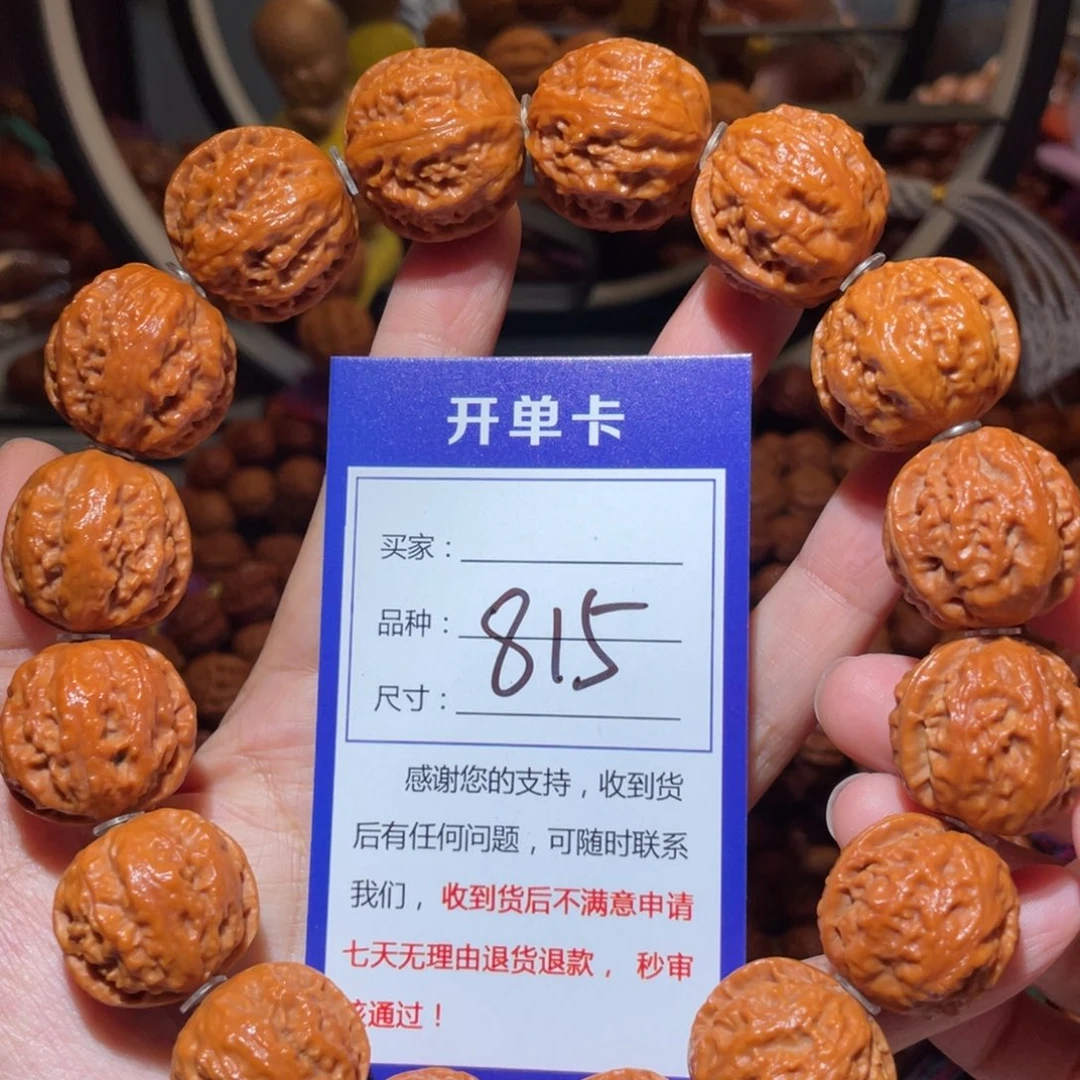 开单卡
买家：
品种：
815
尺寸：
感谢您的支持，收到货
后有任何问题，可随时联系
我们，收到货后不满意申请
七天无理由退货退款，秒审
核通过！